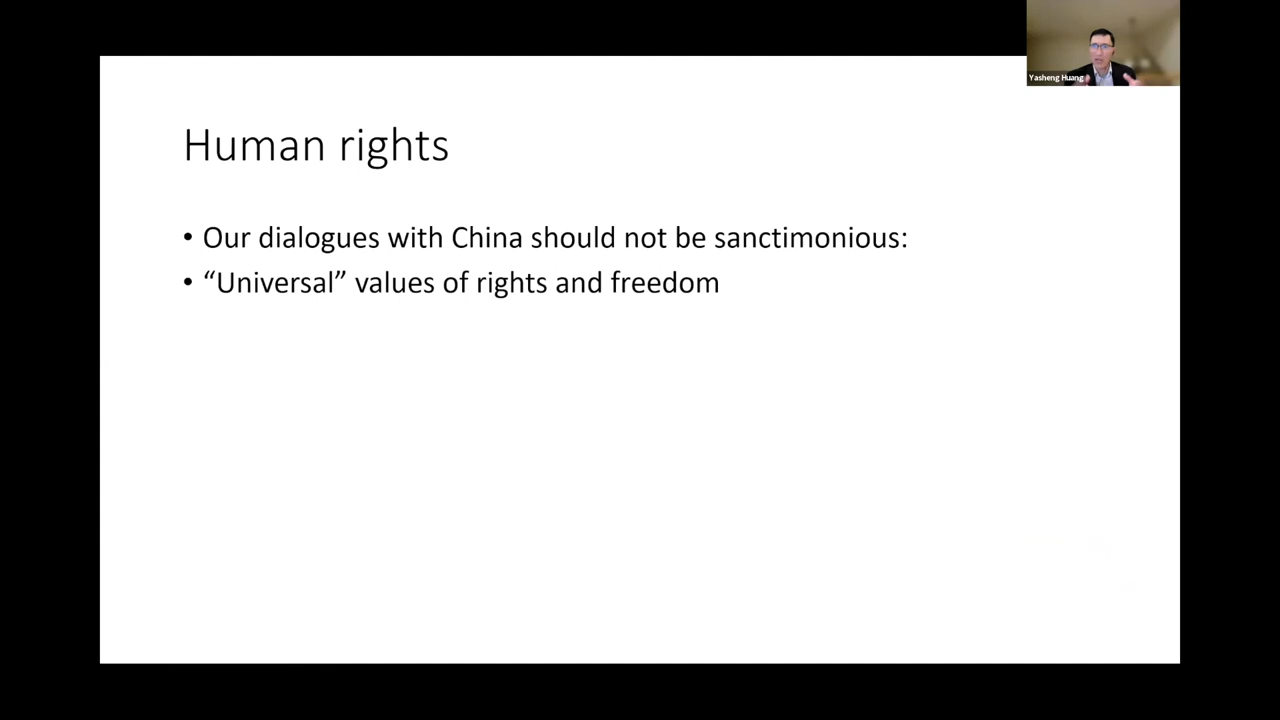 Yasheng Huang
Human rights
• Our dialogues with China should not be sanctimonious:
• “Universal” values of rights and freedom